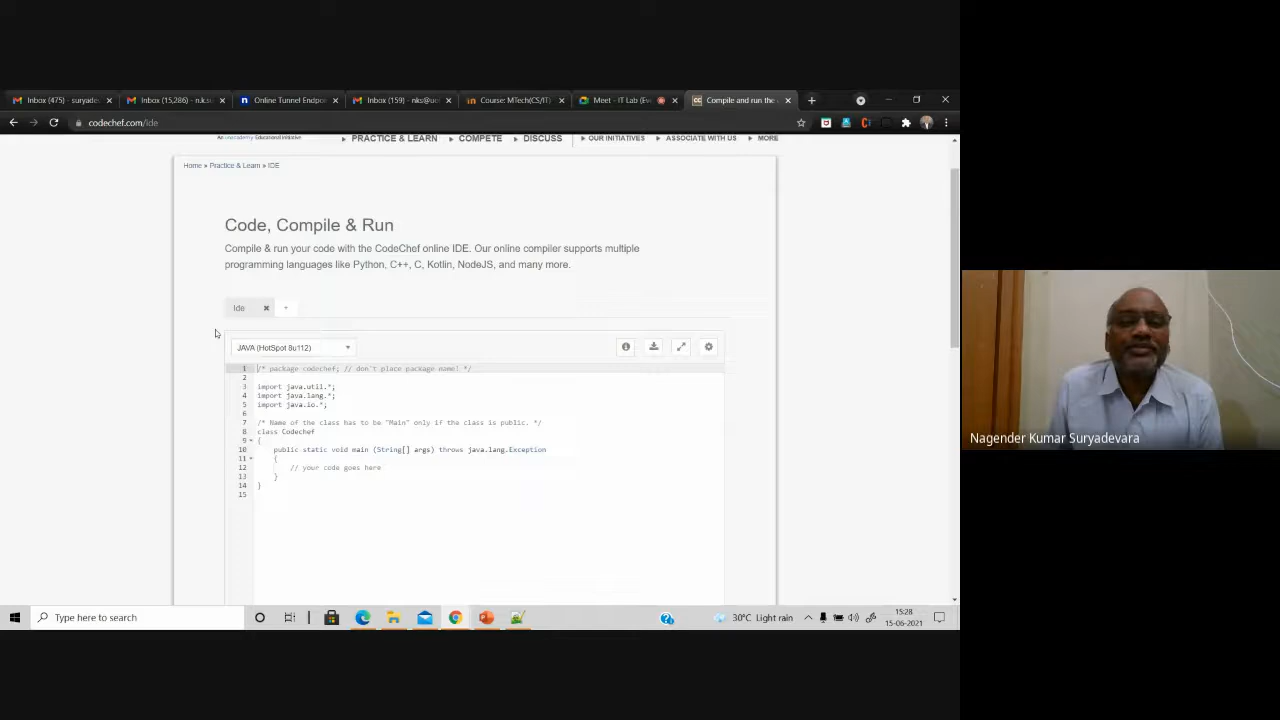 Inbox (475) - suryade
Inbox (15,286) - n.k.su
Online Tunnel Endpoi
Inbox (159) - nks@uo
Course: MTech(CS/IT)
Meet - IT Lab (Eve
Compile and run the
codechef.com/ide
An Unacademy Educational Initiative
PRACTICE & LEARN
COMPETE
DISCUSS
OUR INITIATIVES
ASSOCIATE WITH US
MORE
Home » Practice & Learn » IDE
Code, Compile & Run
Compile & run your code with the CodeChef online IDE. Our online compiler supports multiple
programming languages like Python, C++, C, Kotlin, NodeJS, and many more.
Ide
JAVA (HotSpot 8u112)
1 /* package codechef; // don't place package name! */
2
3 import java.util.*;
4 import java.lang.*;
5 import java.io.*;
6
7 /* Name of the class has to be "Main" only if the class is public. */
8 class Codechef
9 {
10 public static void main (String[] args) throws java.lang.Exception
11 {
12 // your code goes here
13 }
14 }
15
Nagender Kumar Suryadevara
Type here to search
30°C Light rain
15:28
15-06-2021